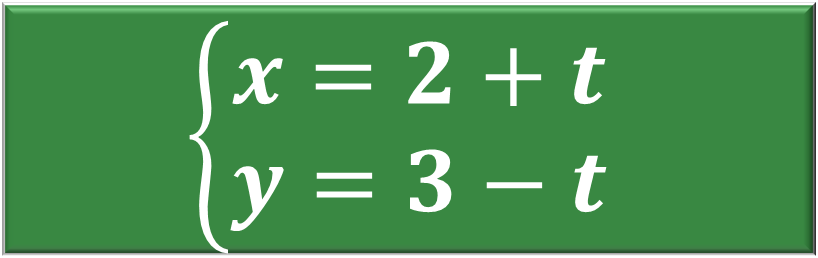 x = 2 + t
y = 3 − t